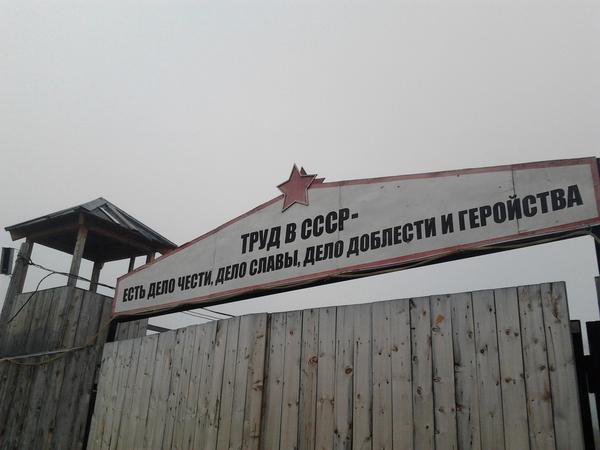 ТРУД В СССР-
ЕСТЬ ДЕЛО ЧЕСТИ, ДЕЛО СЛАВЫ, ДЕЛО ДОБЛЕСТИ И ГЕРОЙСТВА